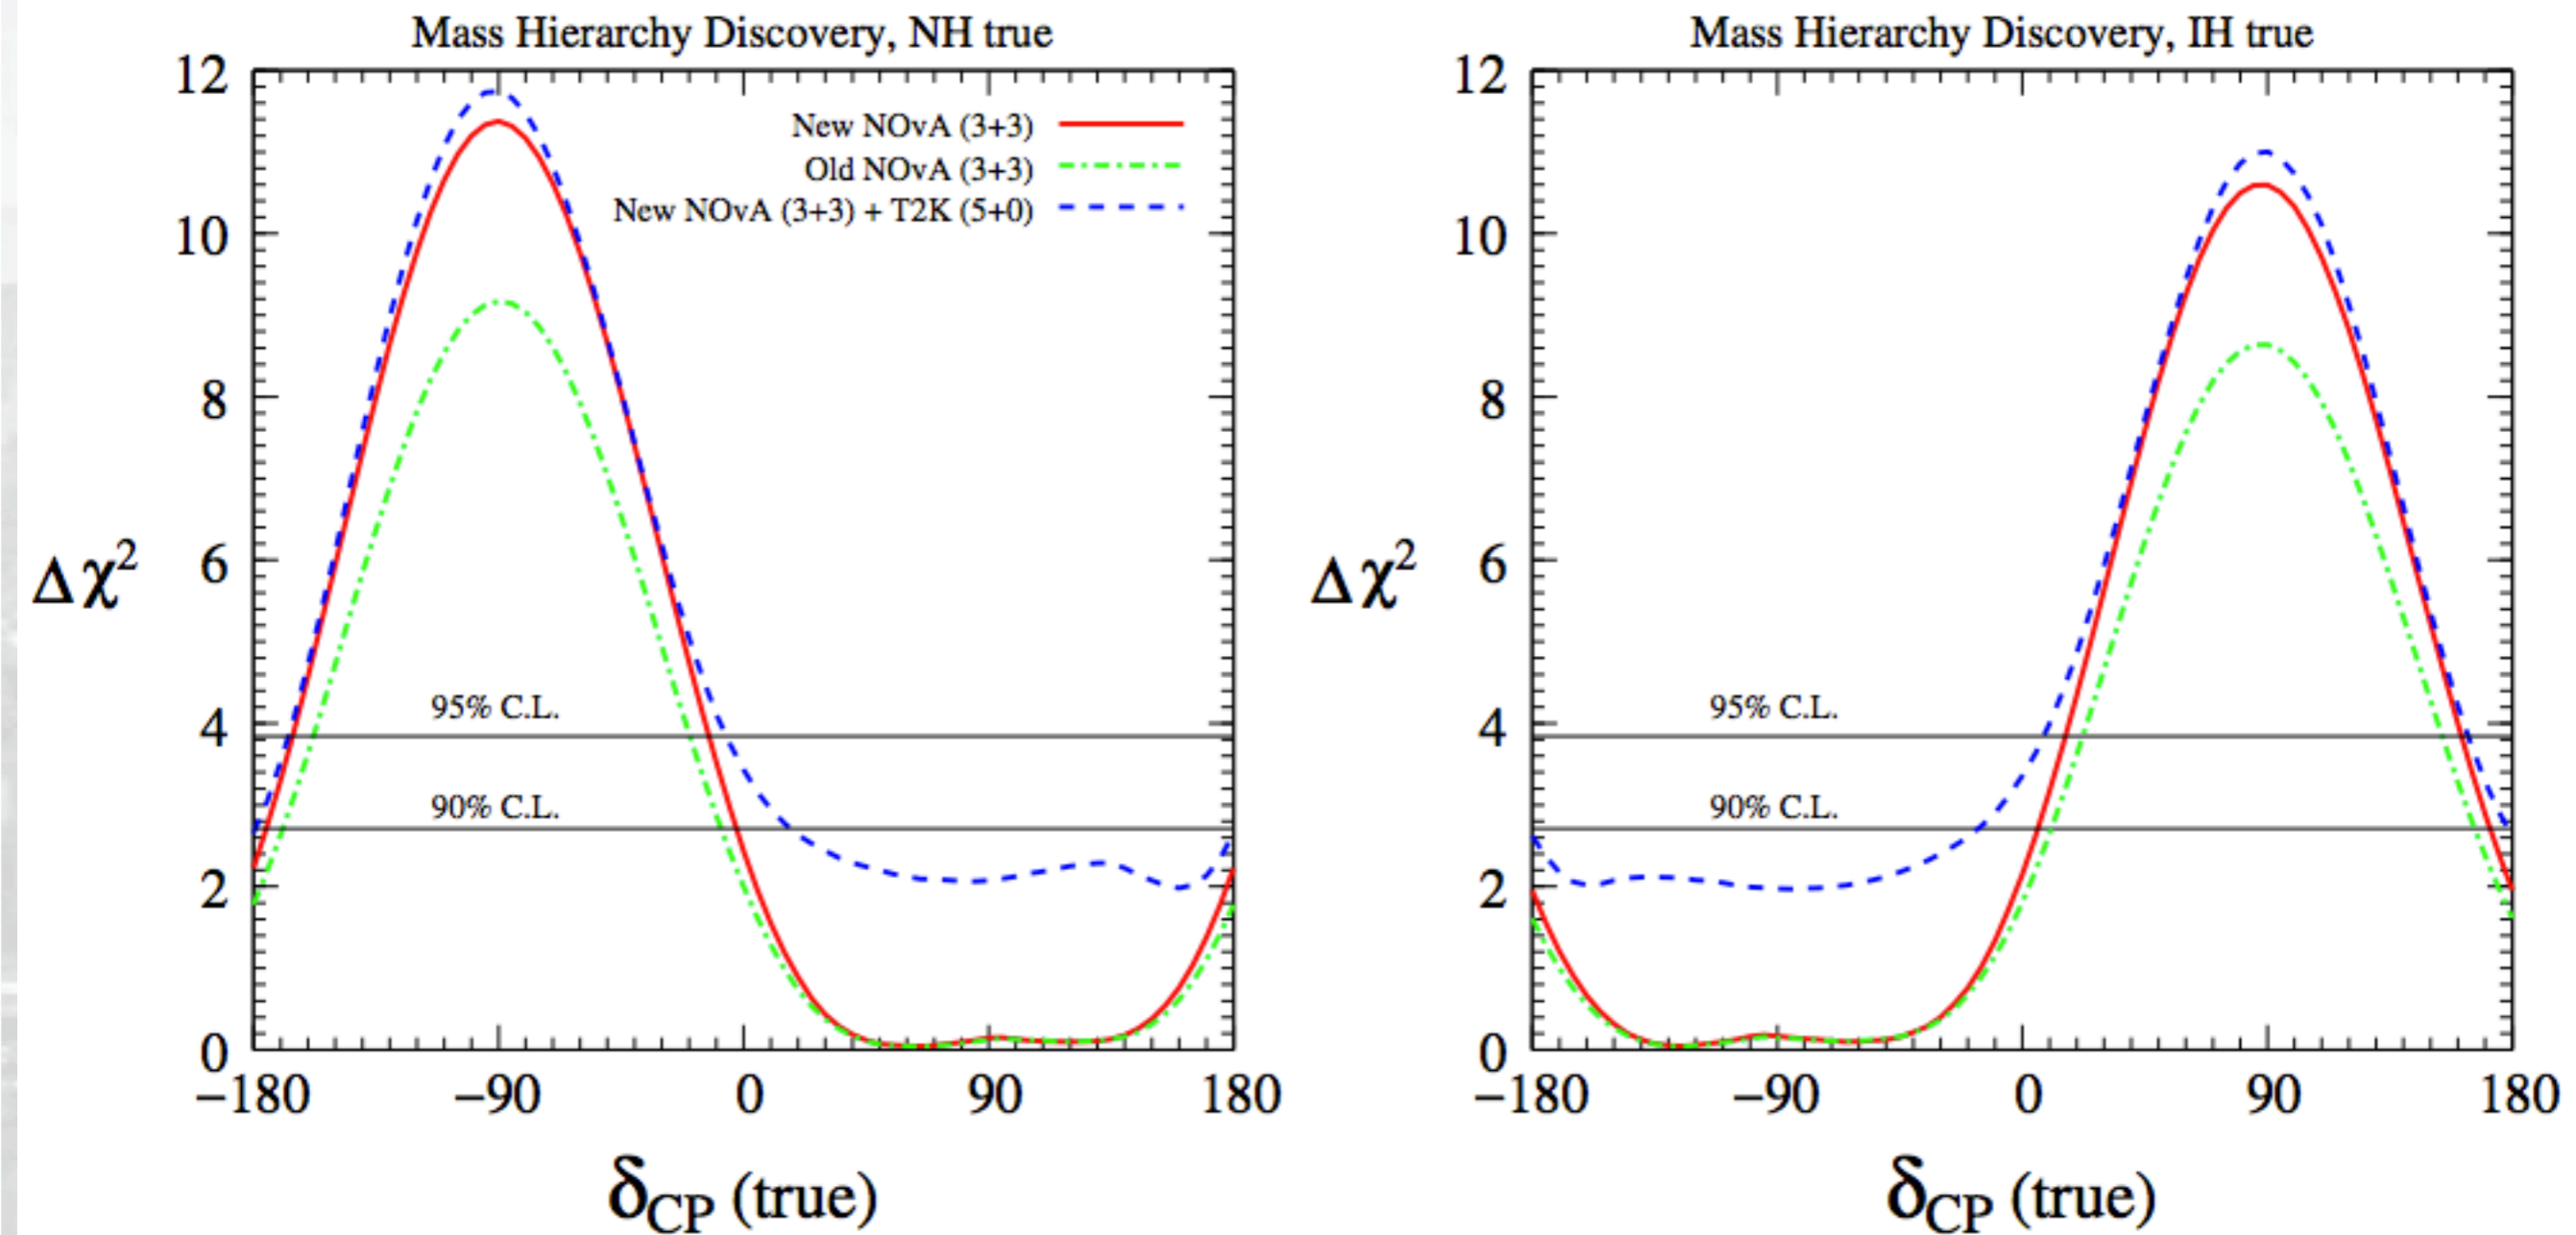 Mass Hierarchy Discovery, NH true
12
10
8
6
4
2
0
Δχ²
New NOvA (3+3)
Old NOvA (3+3)
New NOvA (3+3) + T2K (5+0)
95% C.L.
90% C.L.
−180 −90 0 90 180
δCP (true)
Mass Hierarchy Discovery, IH true
12
10
8
6
4
2
0
Δχ²
95% C.L.
90% C.L.
−180 −90 0 90 180
δCP (true)